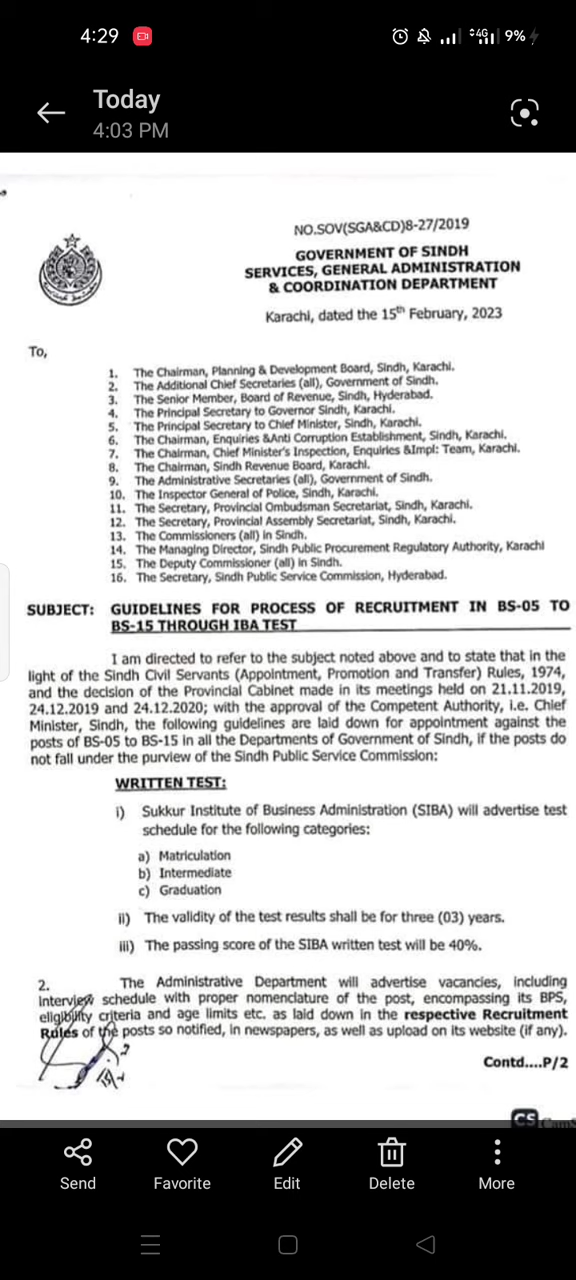 4:29
4G
9%
Today
4:03 PM
NO.SOV(SGA&CD)8-27/2019
GOVERNMENT OF SINDH
SERVICES, GENERAL ADMINISTRATION
& COORDINATION DEPARTMENT
Karachi, dated the 15th February, 2023
To,
1. The Chairman, Planning & Development Board, Sindh, Karachi.
2. The Additional Chief Secretaries (all), Government of Sindh.
3. The Senior Member, Board of Revenue, Sindh, Hyderabad.
4. The Principal Secretary to Governor Sindh, Karachi.
5. The Principal Secretary to Chief Minister, Sindh, Karachi.
6. The Chairman, Enquiries &Anti Corruption Establishment, Sindh, Karachi.
7. The Chairman, Chief Minister's Inspection, Enquiries &Impl: Team, Karachi.
8. The Chairman, Sindh Revenue Board, Karachi.
9. The Administrative Secretaries (all), Government of Sindh.
10. The Inspector General of Police, Sindh, Karachi.
11. The Secretary, Provincial Ombudsman Secretariat, Sindh, Karachi.
12. The Secretary, Provincial Assembly Secretariat, Sindh, Karachi.
13. The Commissioners (all) in Sindh.
14. The Managing Director, Sindh Public Procurement Regulatory Authority, Karachi
15. The Deputy Commissioner (all) in Sindh.
16. The Secretary, Sindh Public Service Commission, Hyderabad.
SUBJECT: GUIDELINES FOR PROCESS OF RECRUITMENT IN BS-05 TO
BS-15 THROUGH IBA TEST
I am directed to refer to the subject noted above and to state that in the
light of the Sindh Civil Servants (Appointment, Promotion and Transfer) Rules, 1974,
and the decision of the Provincial Cabinet made in its meetings held on 21.11.2019,
24.12.2019 and 24.12.2020; with the approval of the Competent Authority, i.e. Chief
Minister, Sindh, the following guidelines are laid down for appointment against the
posts of BS-05 to BS-15 in all the Departments of Government of Sindh, if the posts do
not fall under the purview of the Sindh Public Service Commission:
WRITTEN TEST:
i) Sukkur Institute of Business Administration (SIBA) will advertise test
schedule for the following categories:
a) Matriculation
b) Intermediate
c) Graduation
ii) The validity of the test results shall be for three (03) years.
iii) The passing score of the SIBA written test will be 40%.
2. The Administrative Department will advertise vacancies, including
Interview schedule with proper nomenclature of the post, encompassing its BPS,
eligibility criteria and age limits etc. as laid down in the respective Recruitment
Rules of the posts so notified, in newspapers, as well as upload on its website (if any).
Contd....P/2
CS CamS
Send
Favorite
Edit
Delete
More